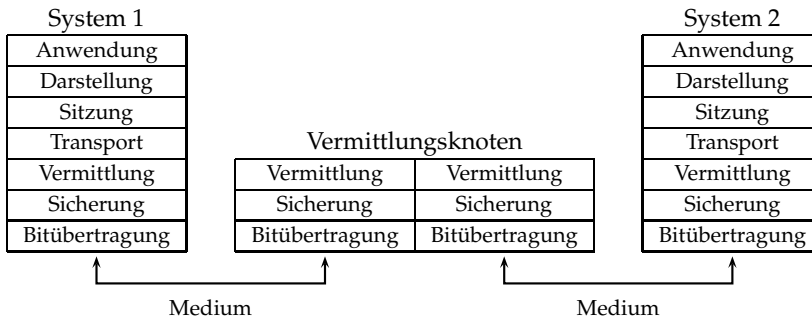 System 1
System 2
Anwendung
Anwendung
Darstellung
Darstellung
Sitzung
Sitzung
Transport
Vermittlungsknoten
Transport
Vermittlung
Vermittlung
Vermittlung
Vermittlung
Sicherung
Sicherung
Sicherung
Sicherung
Bitübertragung
Bitübertragung
Bitübertragung
Bitübertragung
Medium
Medium